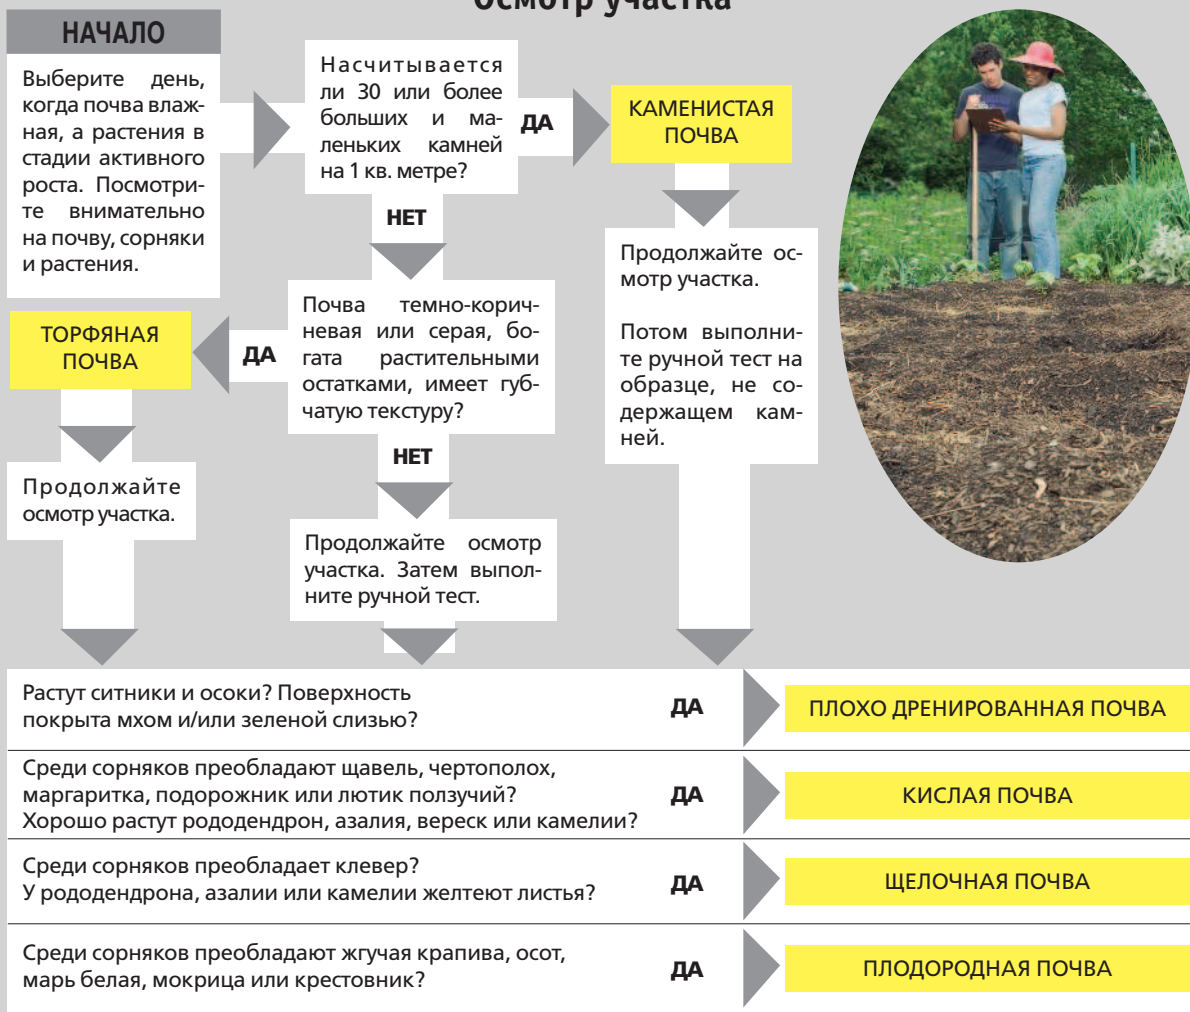 Осмотр участка
НАЧАЛО
Выберите день,
когда почва влаж-
ная, а растения в
стадии активного
роста. Посмотри-
те внимательно
на почву, сорняки
и растения.
Насчитывается
ли 30 или более
больших и ма-
леньких камней
на 1 кв. метре?
ДА
КАМЕНИСТАЯ
ПОЧВА
НЕТ
Продолжайте ос-
мотр участка.
Потом выполни-
те ручной тест на
образце, не со-
держащем кам-
ней.
Почва темно-корич-
невая или серая, бо-
гата растительными
остатками, имеет губ-
чатую текстуру?
ДА
ТОРФЯНАЯ
ПОЧВА
Продолжайте
осмотр участка.
НЕТ
Продолжайте осмотр
участка. Затем выпол-
ните ручной тест.
Растут ситники и осоки? Поверхность
покрыта мхом и/или зеленой слизью?
ДА
ПЛОХО ДРЕНИРОВАННАЯ ПОЧВА
Среди сорняков преобладают щавель, чертополох,
маргаритка, подорожник или лютик ползучий?
Хорошо растут рододендрон, азалия, вереск или камелии?
ДА
КИСЛАЯ ПОЧВА
Среди сорняков преобладает клевер?
У рододендрона, азалии или камелии желтеют листья?
ДА
ЩЕЛОЧНАЯ ПОЧВА
Среди сорняков преобладают жгучая крапива, осот,
марь белая, мокрица или крестовник?
ДА
ПЛОДОРОДНАЯ ПОЧВА